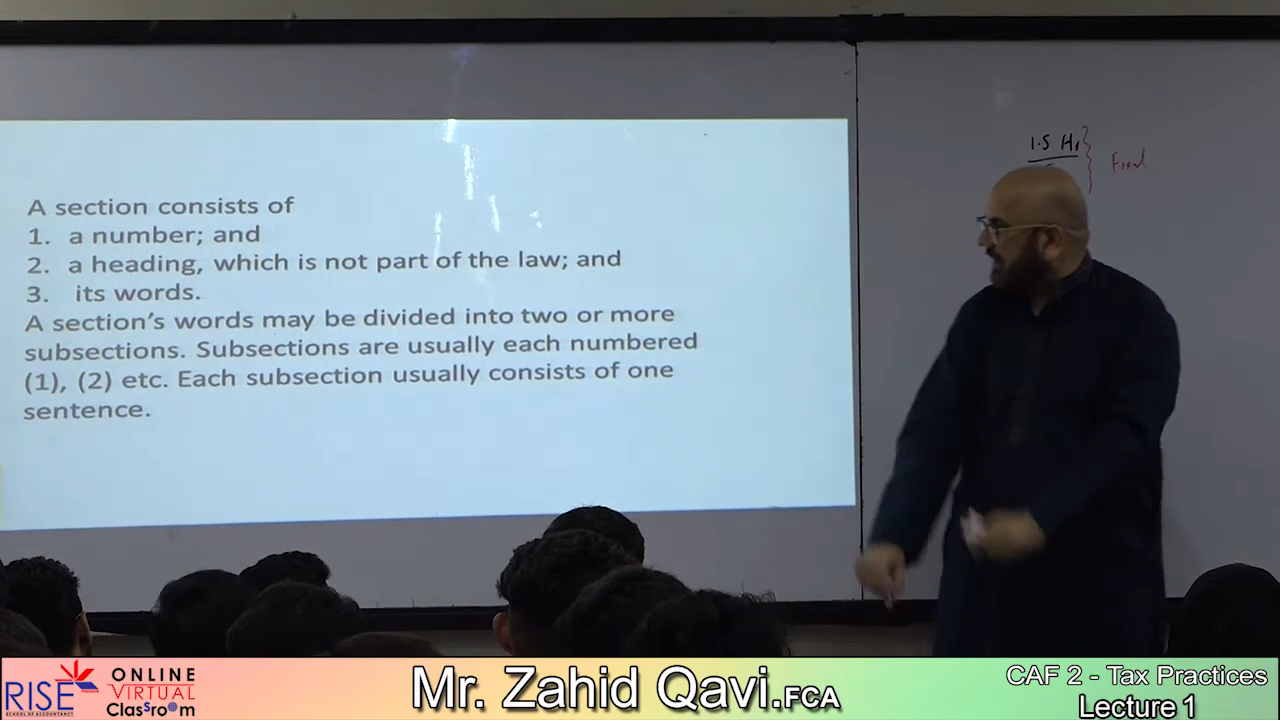 A section consists of
1. a number; and
2. a heading, which is not part of the law; and
3. its words.
A section's words may be divided into two or more
subsections. Subsections are usually each numbered
(1), (2) etc. Each subsection usually consists of one
sentence.
1.5 Hr
RISE
SCHOOL OF ACCOUNTANCY
ONLINE
VIRTUAL
ClasSro@m
Mr. Zahid Qavi.FCA
CAF 2 - Tax Practices
Lecture 1